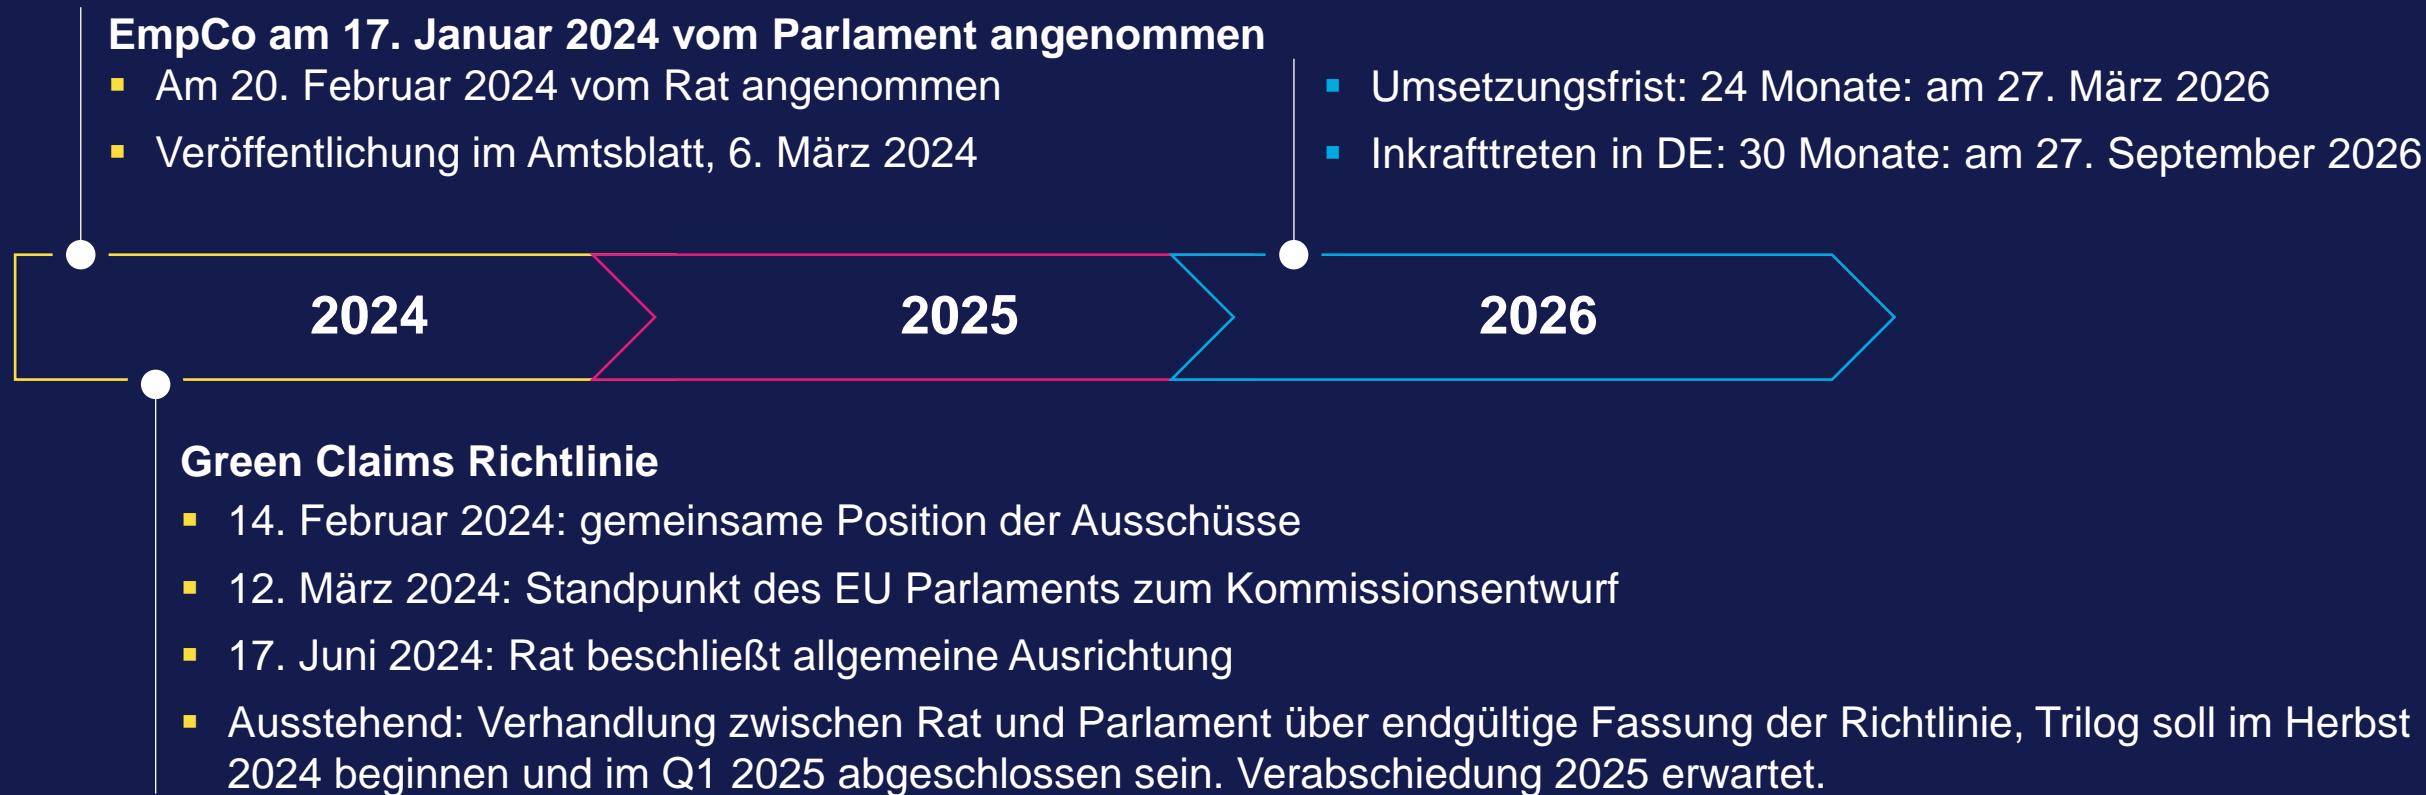 EmpCo am 17. Januar 2024 vom Parlament angenommen
▪ Am 20. Februar 2024 vom Rat angenommen
▪ Veröffentlichung im Amtsblatt, 6. März 2024
▪ Umsetzungsfrist: 24 Monate: am 27. März 2026
▪ Inkrafttreten in DE: 30 Monate: am 27. September 2026
2024
2025
2026
Green Claims Richtlinie
▪ 14. Februar 2024: gemeinsame Position der Ausschüsse
▪ 12. März 2024: Standpunkt des EU Parlaments zum Kommissionsentwurf
▪ 17. Juni 2024: Rat beschließt allgemeine Ausrichtung
▪ Ausstehend: Verhandlung zwischen Rat und Parlament über endgültige Fassung der Richtlinie, Trilog soll im Herbst
2024 beginnen und im Q1 2025 abgeschlossen sein. Verabschiedung 2025 erwartet.